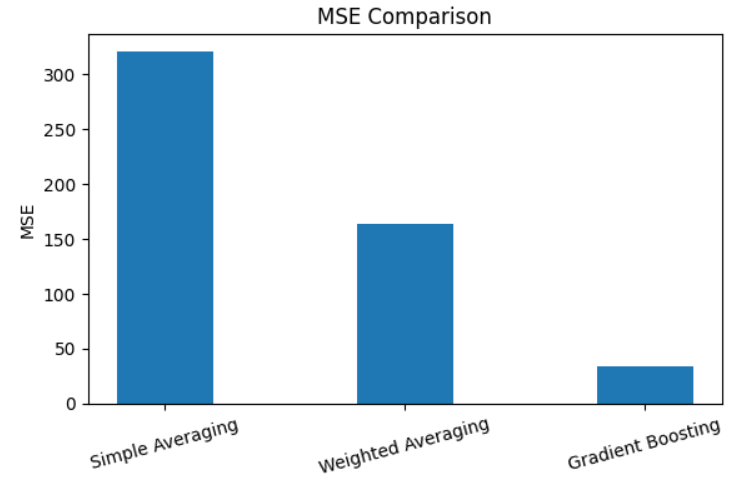 MSE Comparison
MSE
300
250
200
150
100
50
0
Simple Averaging
Weighted Averaging
Gradient Boosting